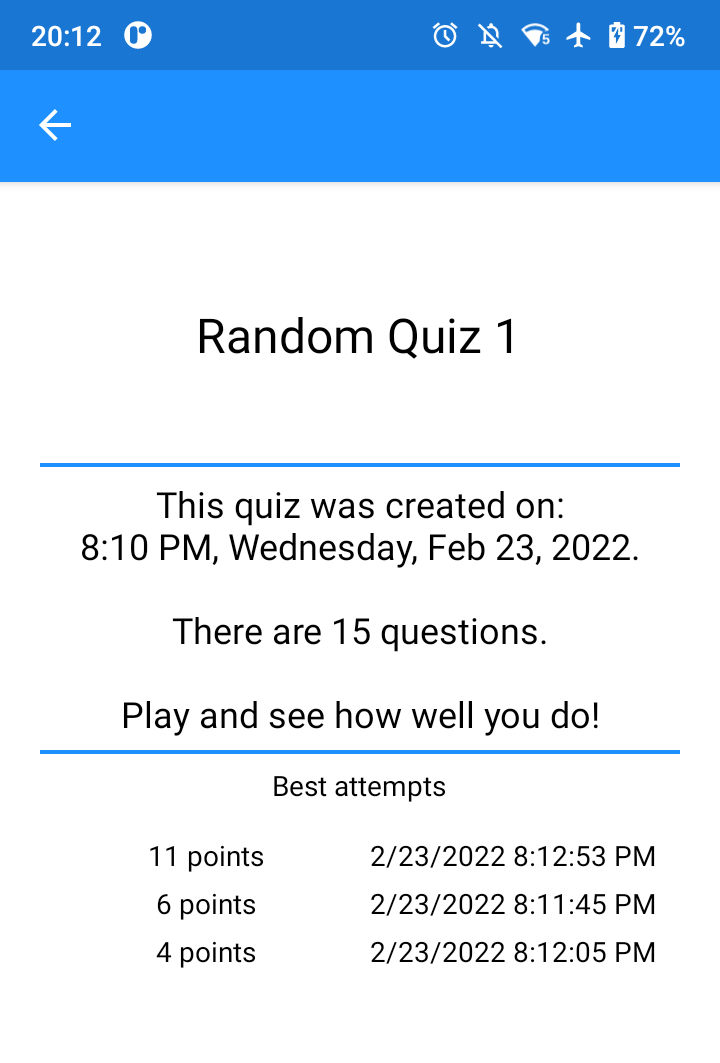 20:12
5
72%
Random Quiz 1
This quiz was created on:
8:10 PM, Wednesday, Feb 23, 2022.
There are 15 questions.
Play and see how well you do!
Best attempts
11 points 2/23/2022 8:12:53 PM
6 points 2/23/2022 8:11:45 PM
4 points 2/23/2022 8:12:05 PM